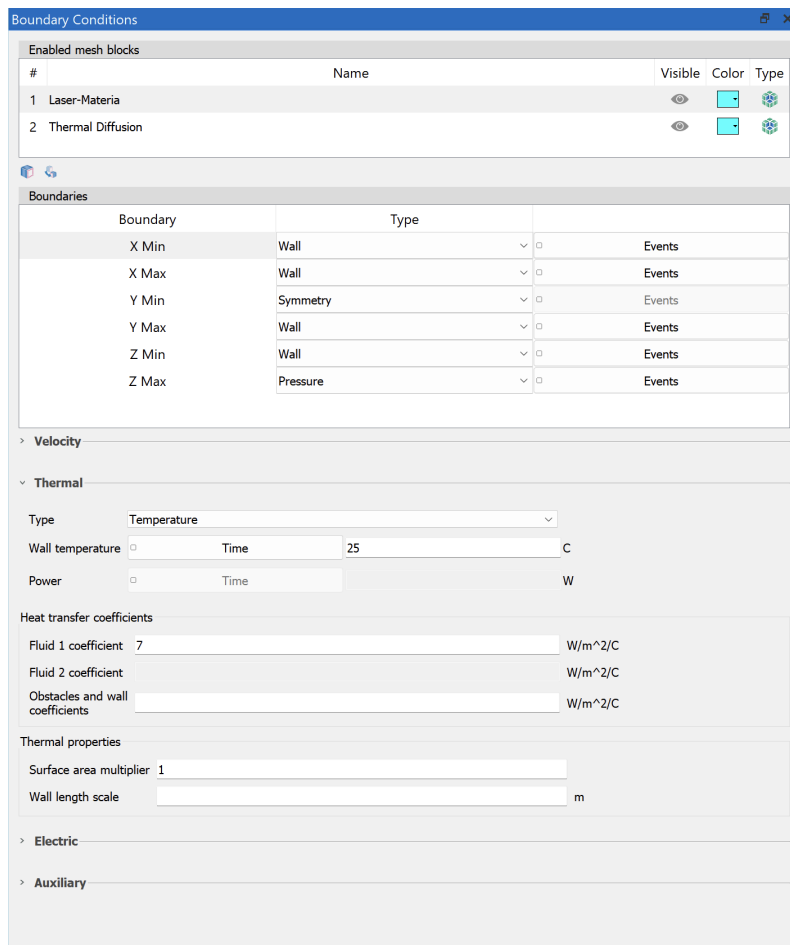 Boundary Conditions
Enabled mesh blocks
# Name Visible Color Type
1 Laser-Materia
2 Thermal Diffusion
Boundaries
Boundary Type
X Min Wall Events
X Max Wall Events
Y Min Symmetry Events
Y Max Wall Events
Z Min Wall Events
Z Max Pressure Events
Velocity
Thermal
Type Temperature
Wall temperature Time 25 C
Power Time W
Heat transfer coefficients
Fluid 1 coefficient 7 W/m^2/C
Fluid 2 coefficient W/m^2/C
Obstacles and wall
coefficients W/m^2/C
Thermal properties
Surface area multiplier 1
Wall length scale m
Electric
Auxiliary